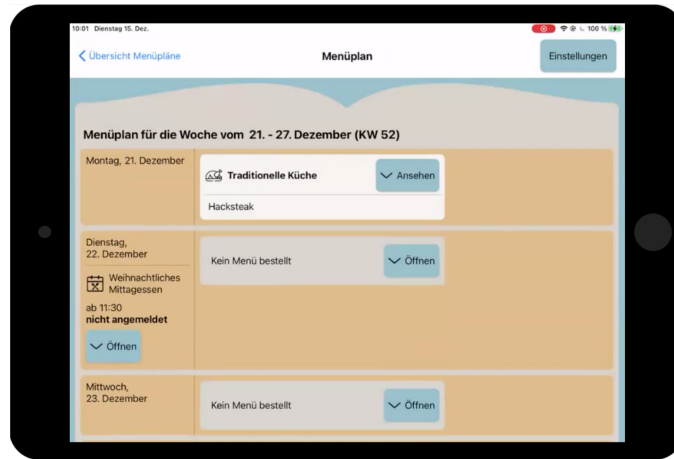 10:01 Dienstag 15. Dez.
100 %
Übersicht Menüpläne
Menüplan
Einstellungen
Menüplan für die Woche vom 21. - 27. Dezember (KW 52)
Montag, 21. Dezember
Traditionelle Küche
Ansehen
Hacksteak
Dienstag,
22. Dezember
Kein Menü bestellt
Öffnen
Weihnachtliches
Mittagessen
ab 11:30
nicht angemeldet
Öffnen
Mittwoch,
23. Dezember
Kein Menü bestellt
Öffnen